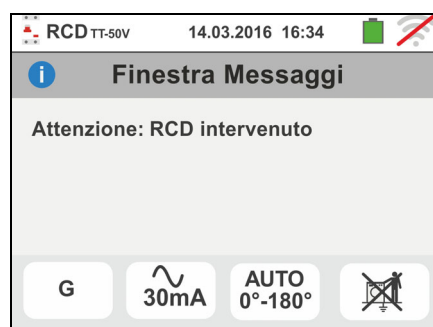 RCD TT-50V 14.03.2016 16:34
i Finestra Messaggi
Attenzione: RCD intervenuto
G 30mA AUTO
0°-180°